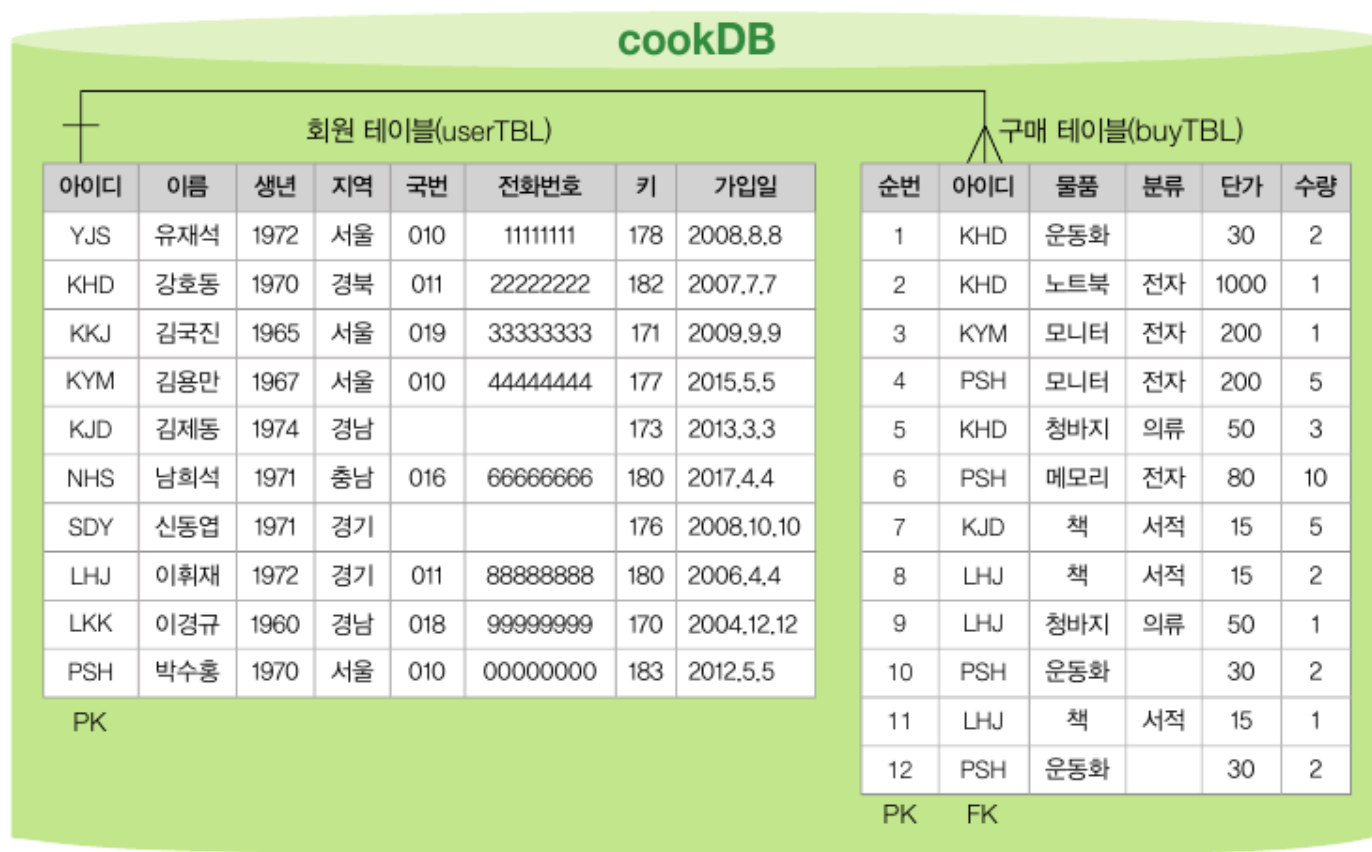 cookDB
회원 테이블(userTBL)
아이디 이름 생년 지역 국번 전화번호 키 가입일
YJS 유재석 1972 서울 010 11111111 178 2008.8.8
KHD 강호동 1970 경북 011 22222222 182 2007.7.7
KKJ 김국진 1965 서울 019 33333333 171 2009.9.9
KYM 김용만 1967 서울 010 44444444 177 2015.5.5
KJD 김제동 1974 경남 173 2013.3.3
NHS 남희석 1971 충남 016 66666666 180 2017.4.4
SDY 신동엽 1971 경기 176 2008.10.10
LHJ 이휘재 1972 경기 011 88888888 180 2006.4.4
LKK 이경규 1960 경남 018 99999999 170 2004.12.12
PSH 박수홍 1970 서울 010 00000000 183 2012.5.5
PK
구매 테이블(buyTBL)
순번 아이디 물품 분류 단가 수량
1 KHD 운동화 30 2
2 KHD 노트북 전자 1000 1
3 KYM 모니터 전자 200 1
4 PSH 모니터 전자 200 5
5 KHD 청바지 의류 50 3
6 PSH 메모리 전자 80 10
7 KJD 책 서적 15 5
8 LHJ 책 서적 15 2
9 LHJ 청바지 의류 50 1
10 PSH 운동화 30 2
11 LHJ 책 서적 15 1
12 PSH 운동화 30 2
PK FK